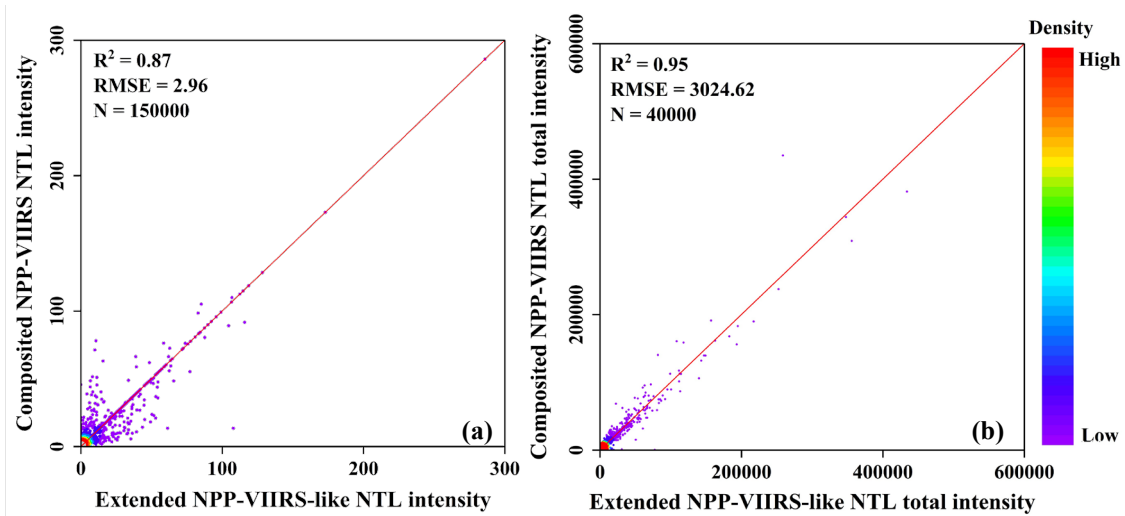 Composited NPP-VIIRS NTL intensity
300
200
100
0
R² = 0.87
RMSE = 2.96
N = 150000
(a)
0
100
200
300
Extended NPP-VIIRS-like NTL intensity
Composited NPP-VIIRS NTL total intensity
600000
400000
200000
0
R² = 0.95
RMSE = 3024.62
N = 40000
(b)
0
200000
400000
600000
Extended NPP-VIIRS-like NTL total intensity
Density
High
Low